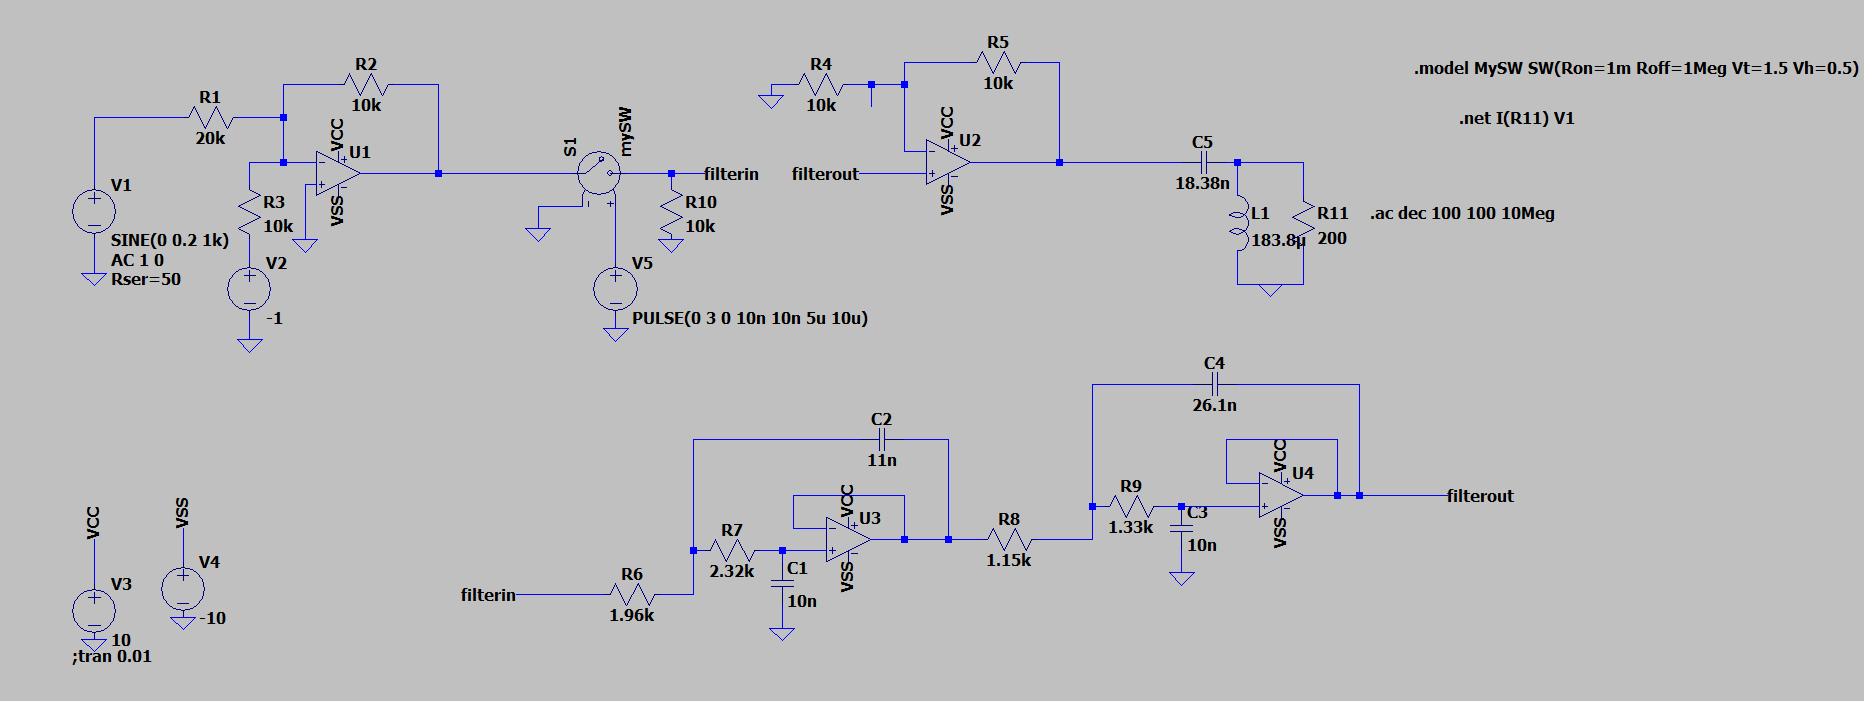 R5
10k
R4
10k
.model MySW SW(Ron=1m Roff=1Meg Vt=1.5 Vh=0.5)
R2
10k
R1
20k
.net I(R11) V1
VCC
U1
VSS
S1
mySW
filterin
filterout
VCC
U2
VSS
C5
18.38n
V1
SINE(0 0.2 1k)
AC 1 0
Rser=50
R3
10k
R10
10k
L1
183.8µ
R11
200
.ac dec 100 100 10Meg
V2
-1
V5
PULSE(0 3 0 10n 10n 5u 10u)
C4
26.1n
C2
11n
VCC
U4
VSS
filterout
R9
1.33k
C3
10n
VCC
U3
VSS
R7
2.32k
R8
1.15k
C1
10n
filterin
R6
1.96k
VCC
VSS
V3
10
V4
-10
;tran 0.01